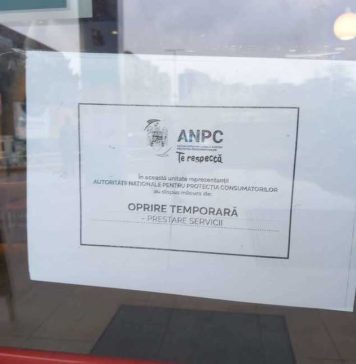 ANPC
Te respectă
În această unitate reprezentanții
AUTORITĂȚII NAȚIONALE PENTRU PROTECȚIA CONSUMATORILOR
au dispus măsura de:
OPRIRE TEMPORARĂ
- PRESTARE SERVICII